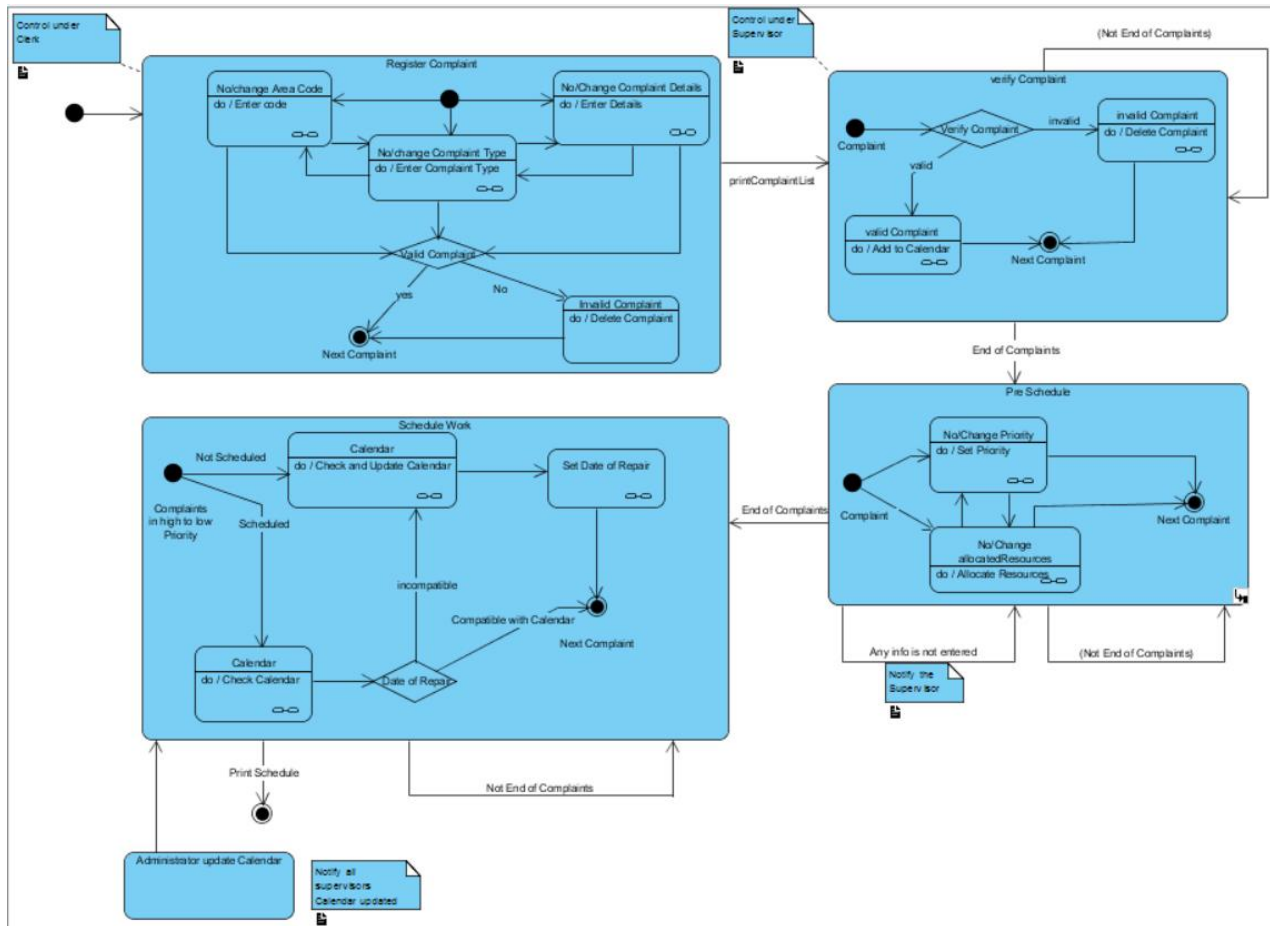 Control under
Clerk
Control under
Supervisor
(Not End of Complaints)
Register Complaint
No/change Area Code
do / Enter code
No/Change Complaint Details
do / Enter Details
No/change Complaint Type
do / Enter Complaint Type
Valid Complaint
yes
No
Invalid Complaint
do / Delete Complaint
Next Complaint
printComplaintList
verify Complaint
Complaint
Verify Complaint
invalid
invalid Complaint
do / Delete Complaint
valid
valid Complaint
do / Add to Calendar
Next Complaint
End of Complaints
Pre Schedule
No/Change Priority
do / Set Priority
Complaint
Next Complaint
No/Change
allocatedResources
do / Allocate Resources
Any info is not entered
(Not End of Complaints)
Notify the
Supervisor
End of Complaints
Schedule Work
Not Scheduled
Calendar
do / Check and Update Calendar
Set Date of Repair
Complaints
in high to low
Priority
Scheduled
incompatible
Compatible with Calendar
Next Complaint
Calendar
do / Check Calendar
Date of Repair
Print Schedule
Not End of Complaints
Administrator update Calendar
Notify all
supervisors
Calendar updated